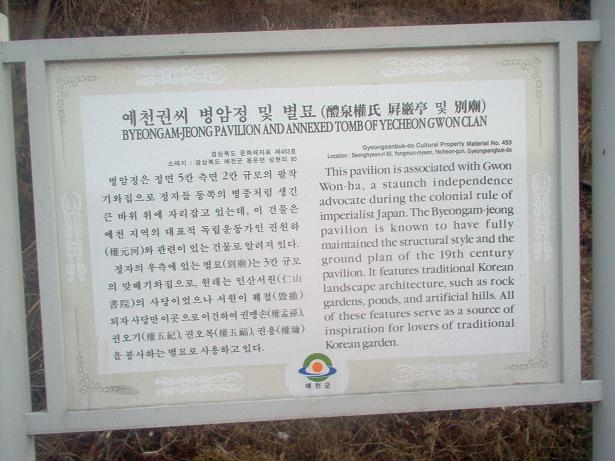 예천권씨 병암정 및 별묘 (醴泉權氏 屛巖亭 및 別廟)
BYEONGAM-JEONG PAVILION AND ANNEXED TOMB OF YECHEON GWON CLAN
경상북도 문화재자료 제453호
소재지 : 경상북도 예천군 용문면 성현리 93
병암정은 정면 5칸 측면 2칸 규모의 팔작
기와집으로 정자들 동쪽의 병풍처럼 생긴
큰 바위 위에 자리잡고 있는데, 이 건물은
예천 지역의 대표적 독립운동가인 권원하
(權元河)와 관련이 있는 건물로 알려져 있다.
정자의 우측에 있는 별묘(別廟)는 3칸 규모
의 맞배기와집으로, 원래는 인산서원(仁山
書院)의 사당이었으나 서원이 훼철(毁撤)
되자 사당만 이곳으로 이건하여 권맹손(權孟孫),
권오기(權五紀), 권오복(權五福), 권용(權墉)
을 봉사하는 별묘로 사용하고 있다.
Gyeongsanbuk-do Cultural Property Material No. 453
Location : Seonghyeon-ri 93, Yongmun-myeon, Yecheon-gun, Gyeongsangbuk-do
This pavilion is associated with Gwon
Won-ha, a staunch independence
advocate during the colonial rule of
imperialist Japan. The Byeogam-jeong
pavilion is known to have fully
maintained the structural style and the
ground plan of the 19th century
pavilion. It features traditional Korean
landscape architecture, such as rock
gardens, ponds, and artificial hills. All
of these features serve as a source of
inspiration for lovers of traditional
Korean garden.
예천군